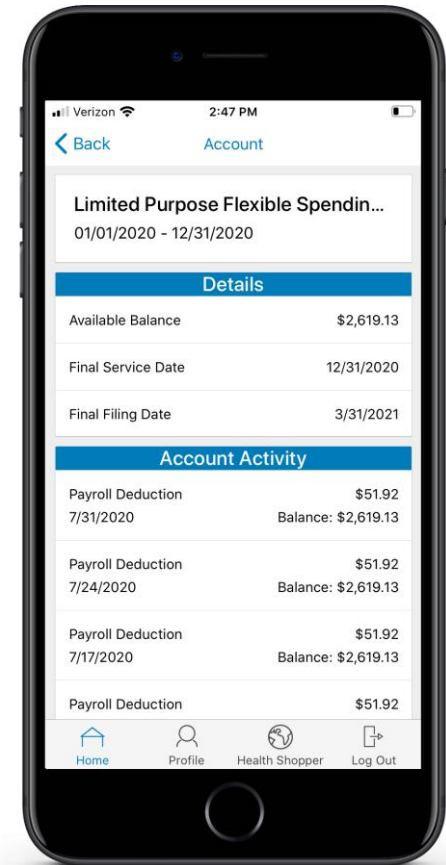 Verizon 2:47 PM
Back Account
Limited Purpose Flexible Spendin...
01/01/2020 - 12/31/2020
Details
Available Balance $2,619.13
Final Service Date 12/31/2020
Final Filing Date 3/31/2021
Account Activity
Payroll Deduction $51.92
7/31/2020 Balance: $2,619.13
Payroll Deduction $51.92
7/24/2020 Balance: $2,619.13
Payroll Deduction $51.92
7/17/2020 Balance: $2,619.13
Payroll Deduction $51.92
Home Profile Health Shopper Log Out